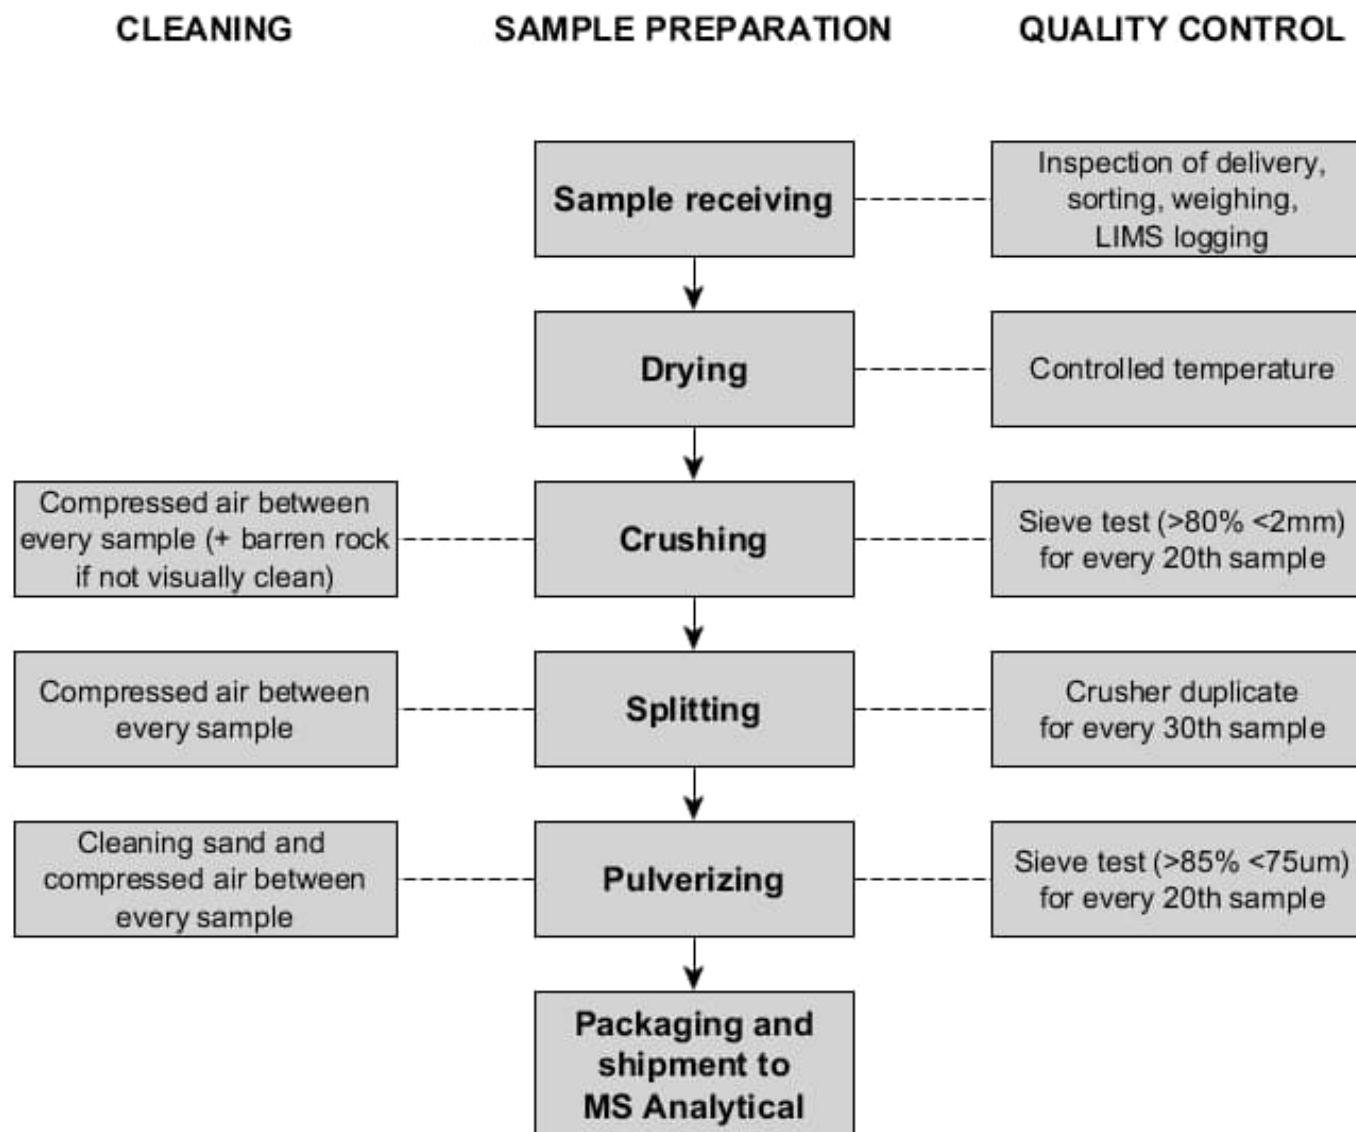 CLEANING
SAMPLE PREPARATION
QUALITY CONTROL
Sample receiving
Inspection of delivery,
sorting, weighing,
LIMS logging
Drying
Controlled temperature
Compressed air between
every sample (+ barren rock
if not visually clean)
Crushing
Sieve test (>80% <2mm)
for every 20th sample
Compressed air between
every sample
Splitting
Crusher duplicate
for every 30th sample
Cleaning sand and
compressed air between
every sample
Pulverizing
Sieve test (>85% <75um)
for every 20th sample
Packaging and
shipment to
MS Analytical